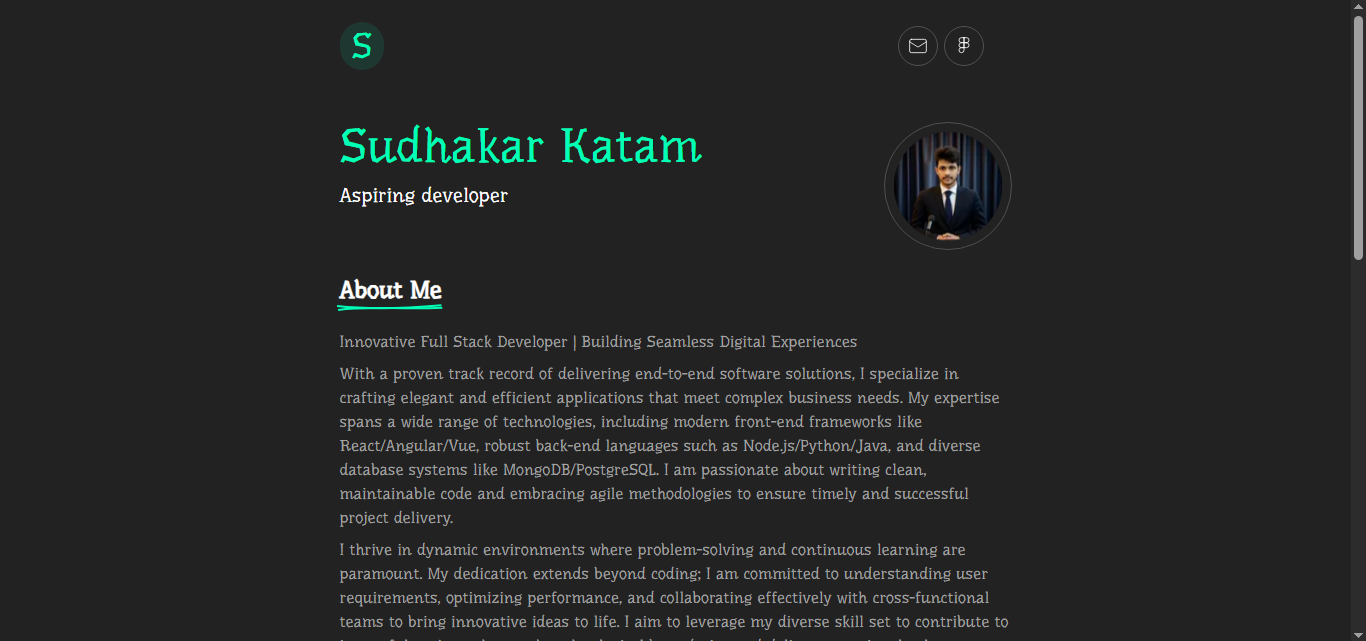 S
Sudhakar Katam
Aspiring developer
About Me
Innovative Full Stack Developer | Building Seamless Digital Experiences
With a proven track record of delivering end-to-end software solutions, I specialize in
crafting elegant and efficient applications that meet complex business needs. My expertise
spans a wide range of technologies, including modern front-end frameworks like
React/Angular/Vue, robust back-end languages such as Node.js/Python/Java, and diverse
database systems like MongoDB/PostgreSQL. I am passionate about writing clean,
maintainable code and embracing agile methodologies to ensure timely and successful
project delivery.
I thrive in dynamic environments where problem-solving and continuous learning are
paramount. My dedication extends beyond coding; I am committed to understanding user
requirements, optimizing performance, and collaborating effectively with cross-functional
teams to bring innovative ideas to life. I aim to leverage my diverse skill set to contribute to